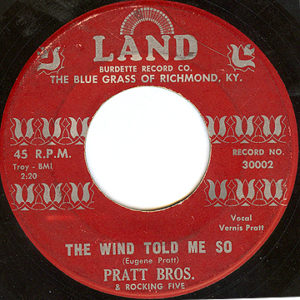 LAND
BURDETTE RECORD CO.
THE BLUE GRASS OF RICHMOND, KY.
45 R.P.M.
Troy - BMI
2:20
RECORD NO.
30002
Vocal
Vernis Pratt
THE WIND TOLD ME SO
(Eugene Pratt)
PRATT BROS.
& ROCKING FIVE